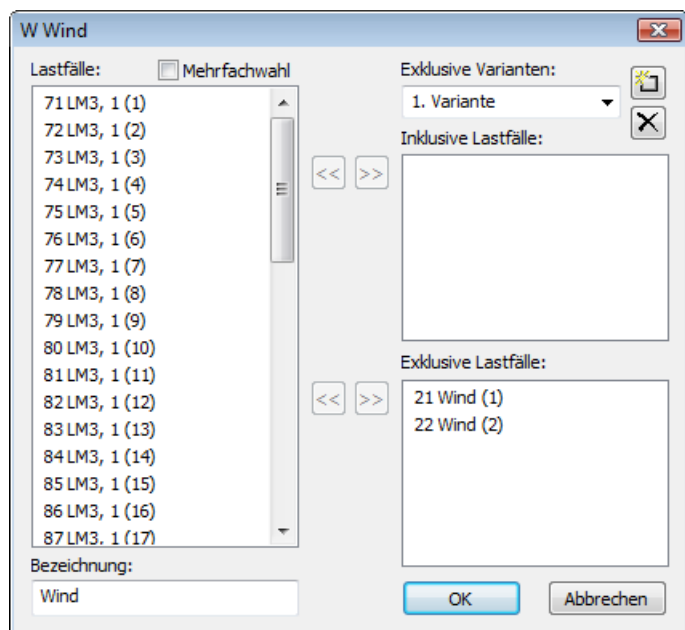 W Wind
Lastfälle:
Mehrfachwahl
71 LM3, 1 (1)
72 LM3, 1 (2)
73 LM3, 1 (3)
74 LM3, 1 (4)
75 LM3, 1 (5)
76 LM3, 1 (6)
77 LM3, 1 (7)
78 LM3, 1 (8)
79 LM3, 1 (9)
80 LM3, 1 (10)
81 LM3, 1 (11)
82 LM3, 1 (12)
83 LM3, 1 (13)
84 LM3, 1 (14)
85 LM3, 1 (15)
86 LM3, 1 (16)
87 LM3, 1 (17)
Bezeichnung:
Wind
<< >>
<< >>
Exklusive Varianten:
1. Variante
Inklusive Lastfälle:
Exklusive Lastfälle:
21 Wind (1)
22 Wind (2)
OK
Abbrechen